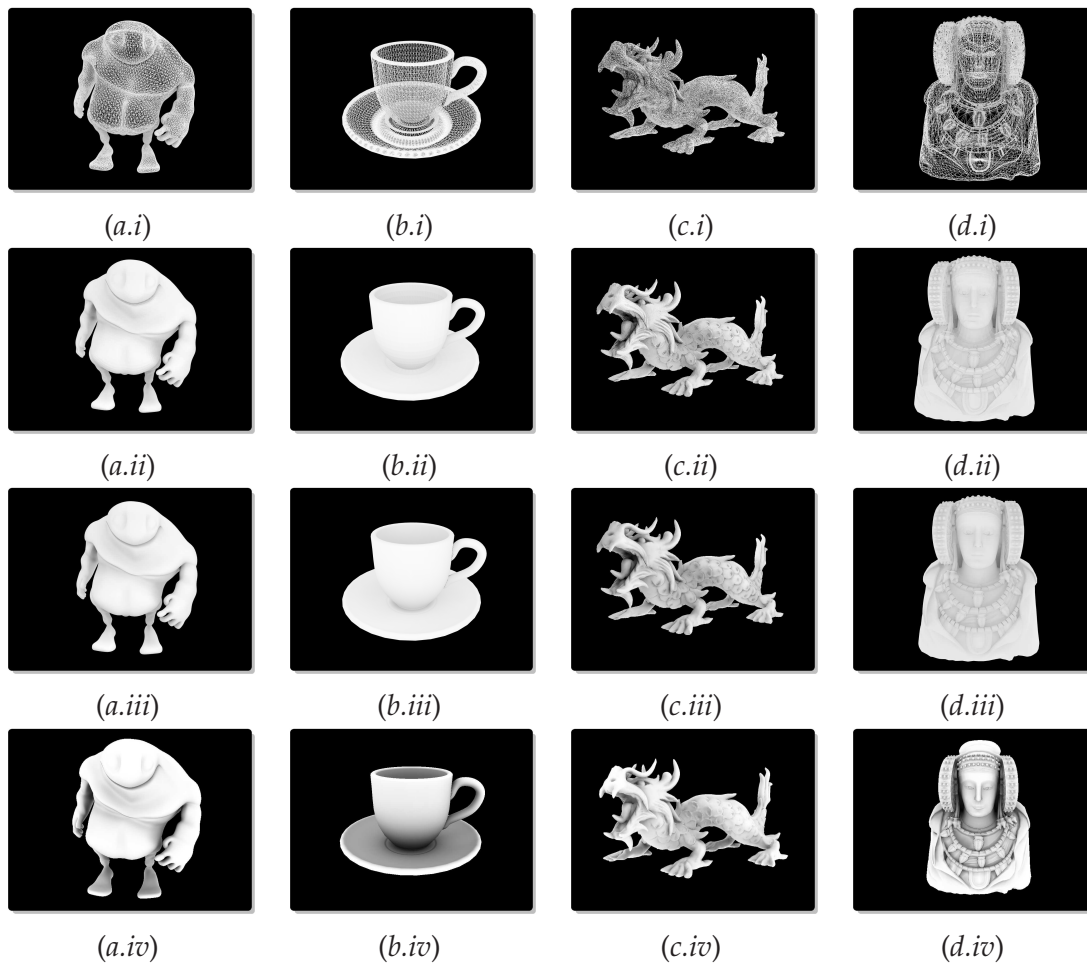 (a.i) (b.i) (c.i) (d.i)
(a.ii) (b.ii) (c.ii) (d.ii)
(a.iii) (b.iii) (c.iii) (d.iii)
(a.iv) (b.iv) (c.iv) (d.iv)